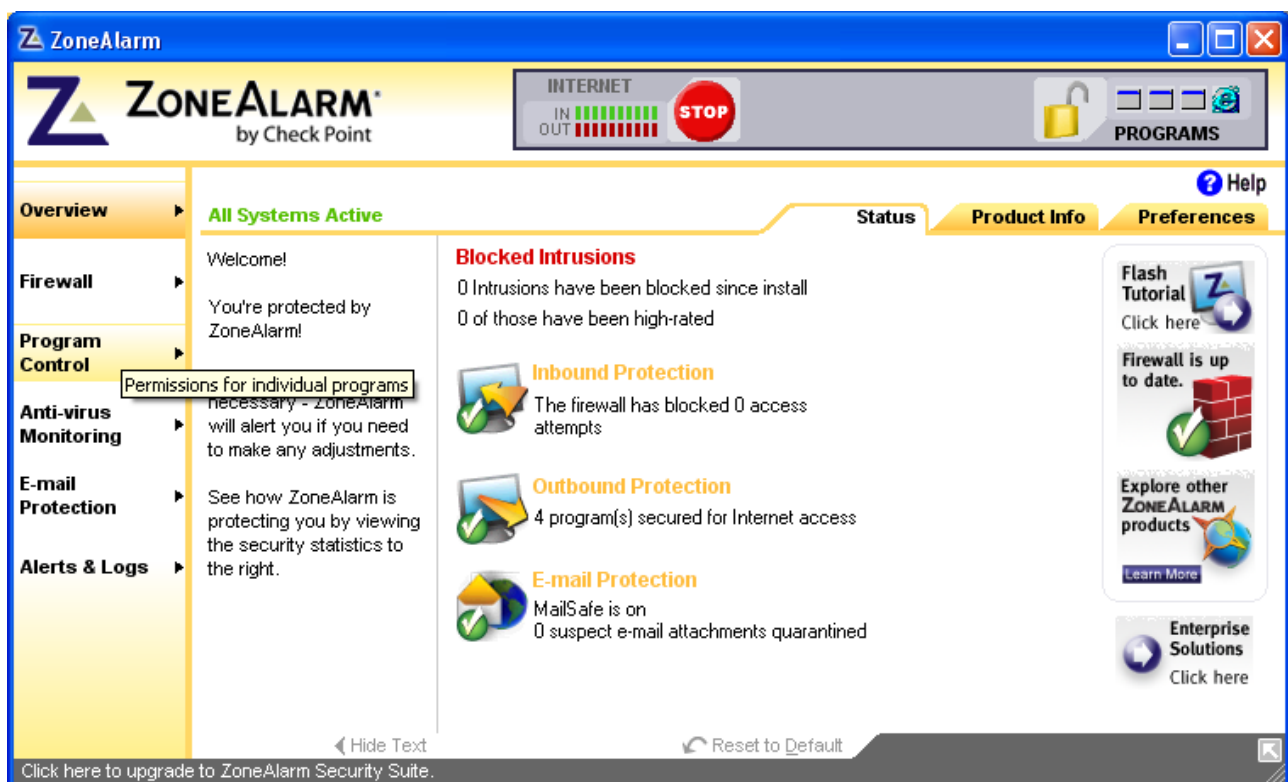 ZoneAlarm
ZONEALARM
by Check Point
INTERNET
IN
OUT
STOP
PROGRAMS
Help
Overview
Firewall
Program
Control
Anti-virus
Monitoring
E-mail
Protection
Alerts & Logs
All Systems Active
Status
Product Info
Preferences
Welcome!
You're protected by
ZoneAlarm!
Permissions for individual programs
necessary - ZoneAlarm
will alert you if you need
to make any adjustments.
See how ZoneAlarm is
protecting you by viewing
the security statistics to
the right.
Blocked Intrusions
0 Intrusions have been blocked since install
0 of those have been high-rated
Inbound Protection
The firewall has blocked 0 access
attempts
Outbound Protection
4 program(s) secured for Internet access
E-mail Protection
MailSafe is on
0 suspect e-mail attachments quarantined
Flash
Tutorial
Click here
Firewall is up
to date.
Explore other
ZONEALARM
products
Learn More
Enterprise
Solutions
Click here
Hide Text
Reset to Default
Click here to upgrade to ZoneAlarm Security Suite.